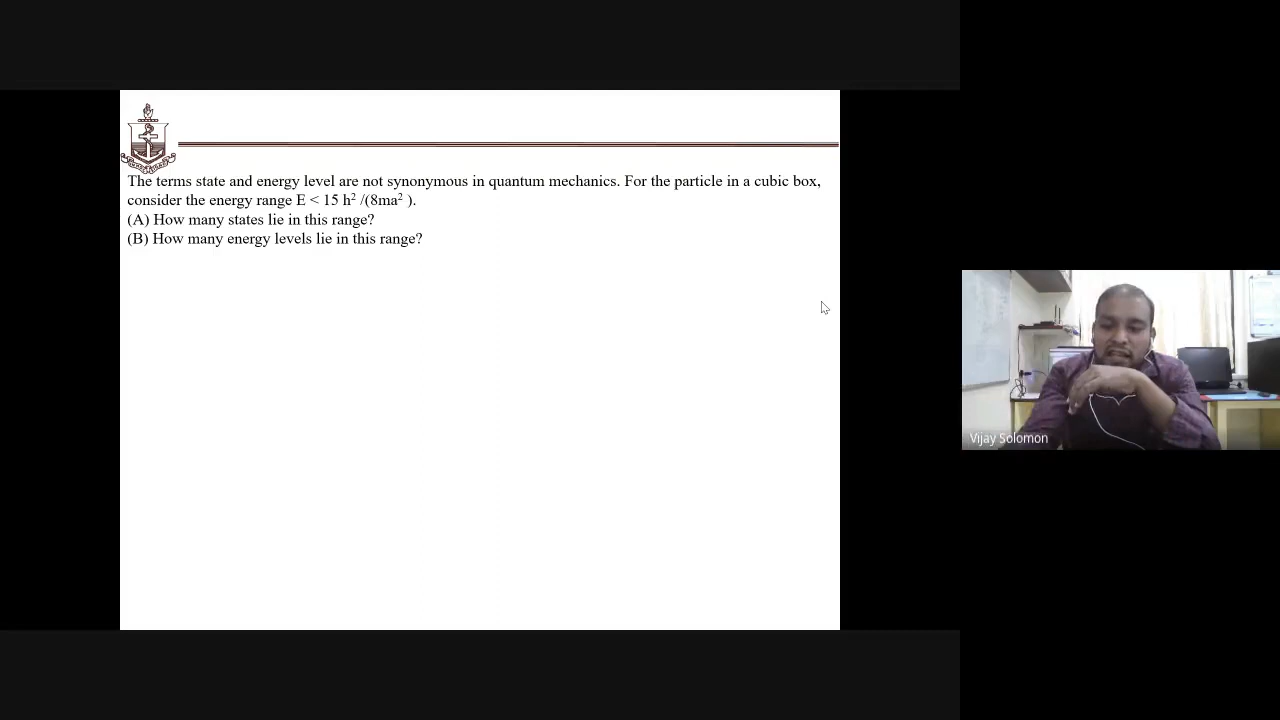 The terms state and energy level are not synonymous in quantum mechanics. For the particle in a cubic box,
consider the energy range E < 15 h² /(8ma² ).
(A) How many states lie in this range?
(B) How many energy levels lie in this range?
Vijay Solomon